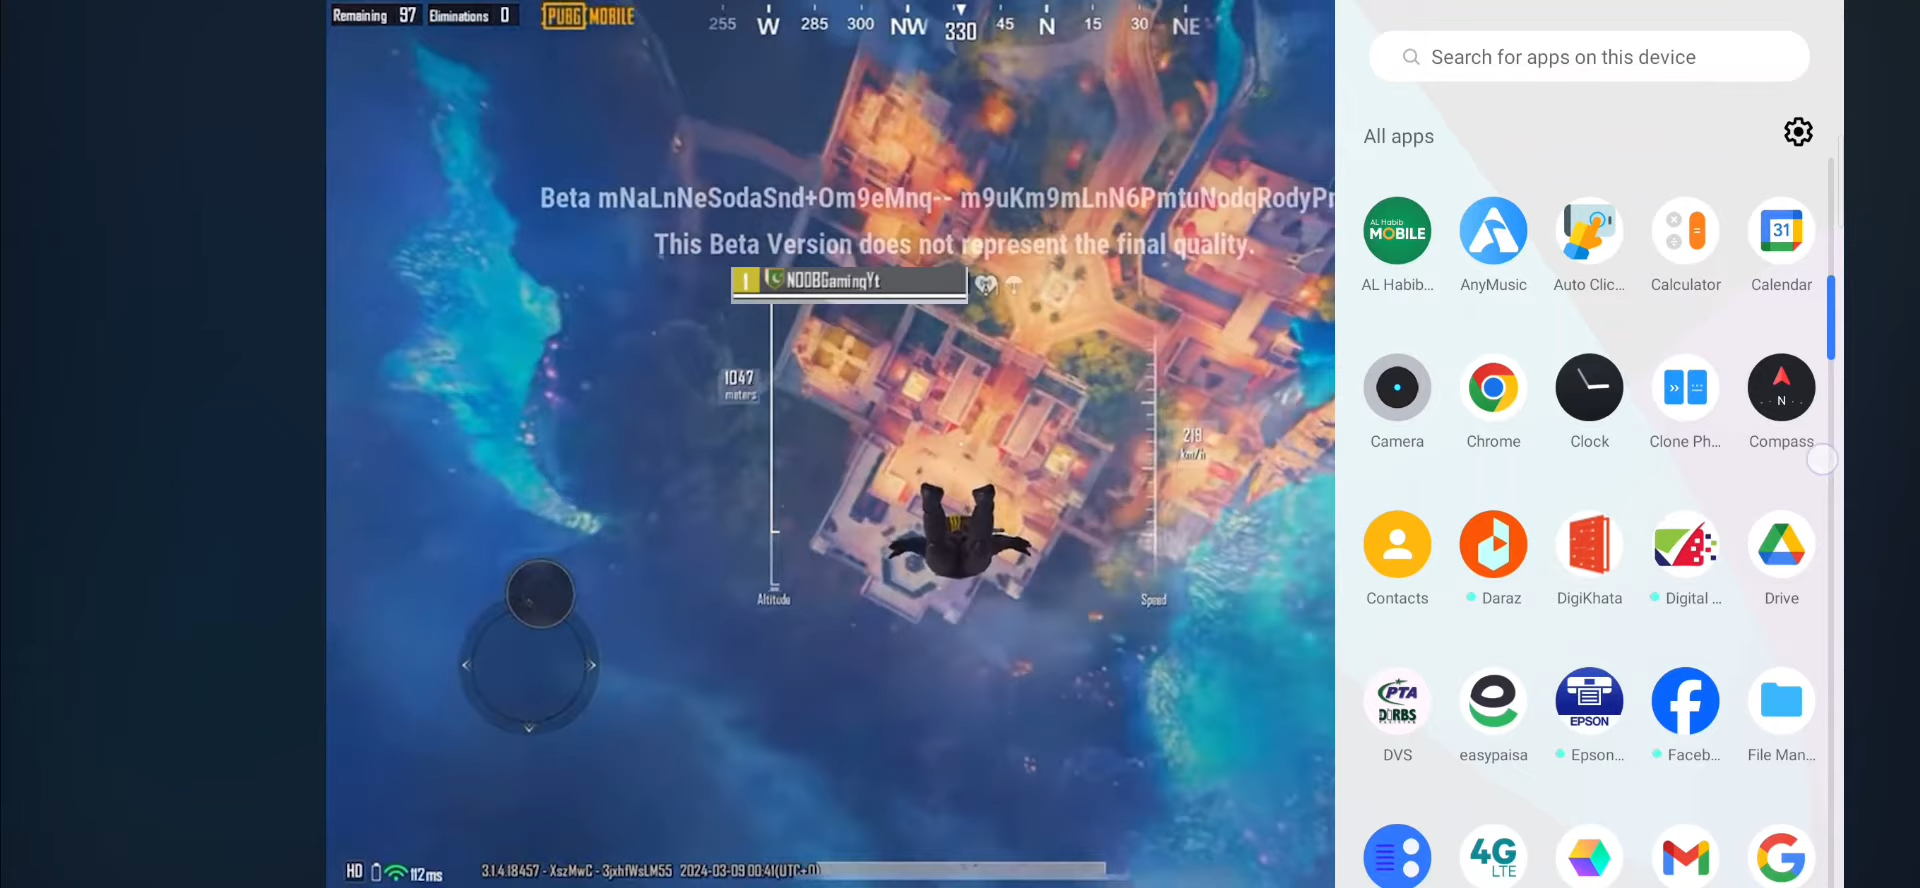 Remaining 97 Eliminations 0 PUBG MOBILE
255 W 285 300 NW 330 45 N 15 30 NE
Beta mNaLnNeSodaSnd+Om9eMnq-- m9uKm9mLnN6PmtuNodqRodyPr
This Beta Version does not represent the final quality.
1 NOOBGamingYt
1047
meters
218
km/h
Altitude
Speed
HD 112ms 3.1.4.18457 - XszMwC - 3jxhfWsLM55 2024-03-09 00:41(UTC+0)
Search for apps on this device
All apps
AL Habib
MOBILE
31
AL Habib... AnyMusic Auto Clic... Calculator Calendar
N
Camera Chrome Clock Clone Ph... Compass
Contacts Daraz DigiKhata Digital ... Drive
PTA
DIRBS
EPSON
DVS easypaisa Epson... Faceb... File Man...
4G
LTE